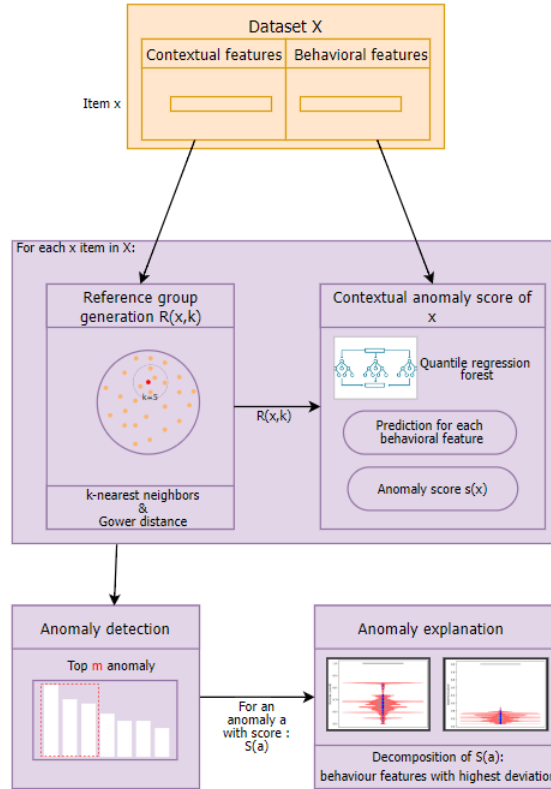 Dataset X
Contextual features
Behavioral features
Item x
For each x item in X:
Reference group
generation R(x,k)
k=5
k-nearest neighbors
&
Gower distance
R(x,k)
Contextual anomaly score of
x
Quantile regression
forest
Prediction for each
behavioral feature
Anomaly score s(x)
Anomaly detection
Top m anomaly
For an
anomaly a
with score :
S(a)
Anomaly explanation
Decomposition of S(a):
behaviour features with highest deviation